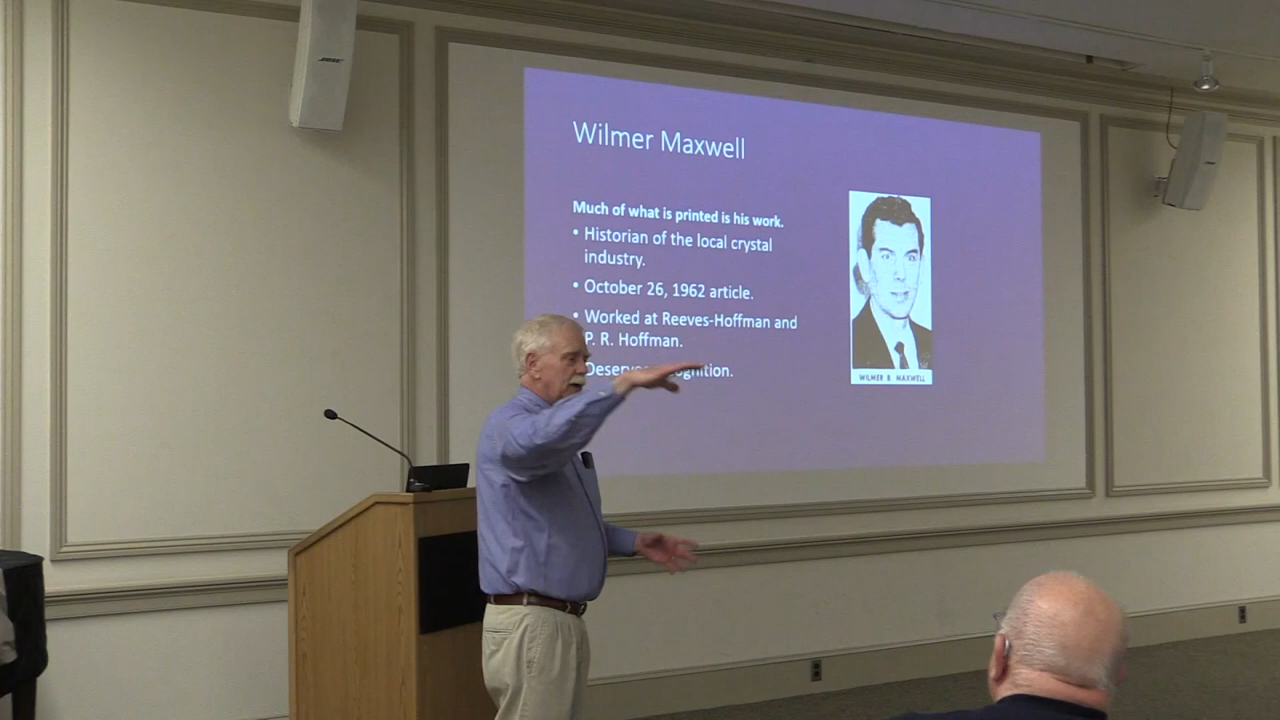 BOSE
Wilmer Maxwell
Much of what is printed is his work.
• Historian of the local crystal
industry.
• October 26, 1962 article.
• Worked at Reeves-Hoffman and
P. R. Hoffman.
WILMER B. MAXWELL